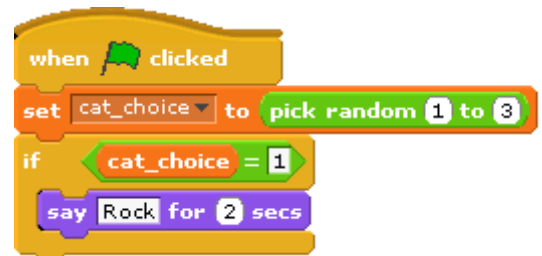 when clicked
set cat_choice to pick random 1 to 3
if cat_choice = 1
say Rock for 2 secs